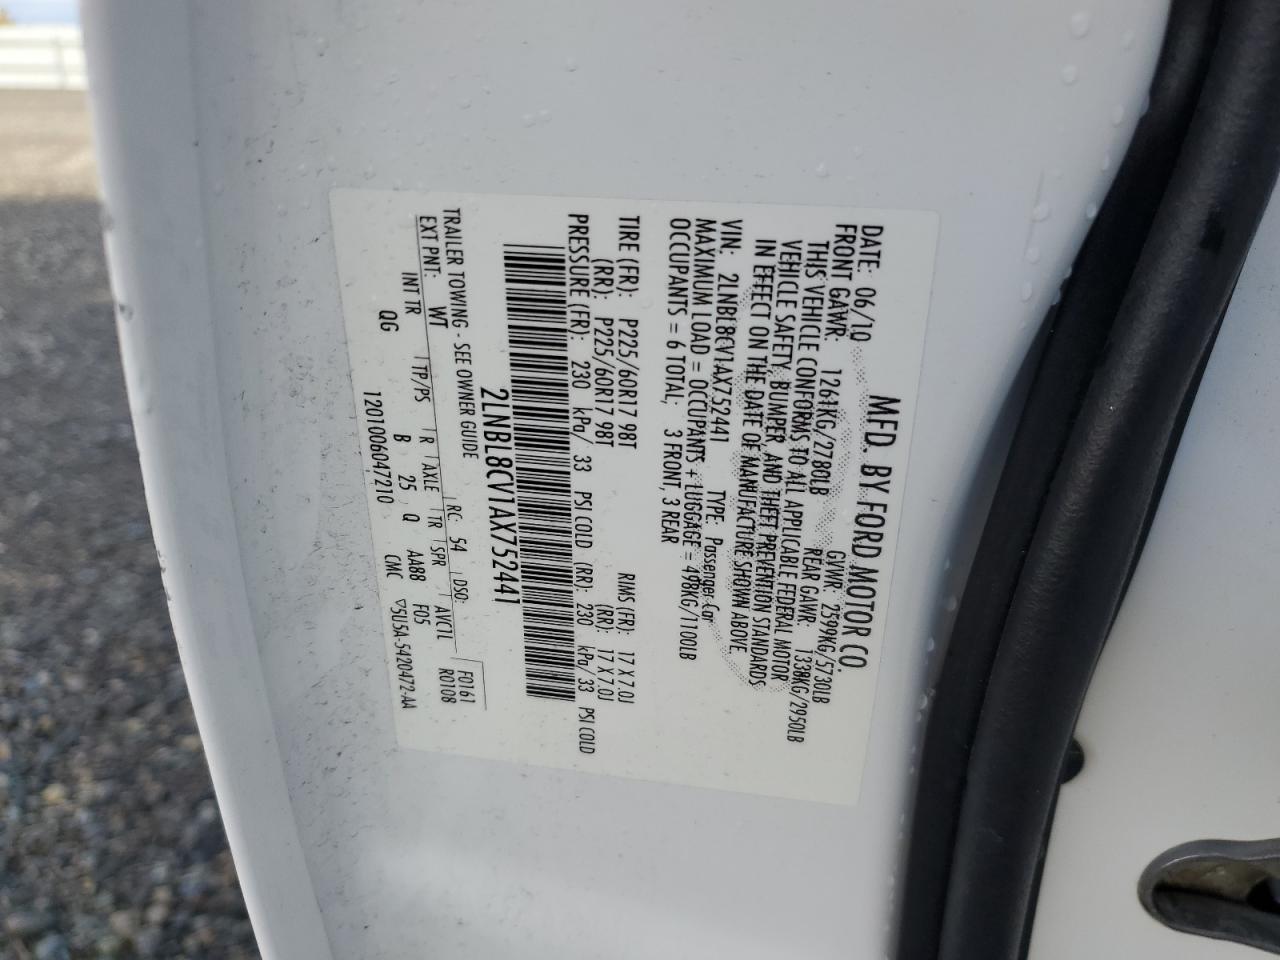 MFD. BY FORD MOTOR CO.
DATE: 06/10 GVWR: 2599KG/5730LB
FRONT GAWR: 1261KG/2780LB REAR GAWR: 1338KG/2950LB
THIS VEHICLE CONFORMS TO ALL APPLICABLE FEDERAL MOTOR
VEHICLE SAFETY, BUMPER, AND THEFT PREVENTION STANDARDS
IN EFFECT ON THE DATE OF MANUFACTURE SHOWN ABOVE.
VIN: 2LNBL8CV1AX752441 TYPE: Passenger Car
MAXIMUM LOAD = OCCUPANTS + LUGGAGE = 498KG/1100LB
OCCUPANTS = 6 TOTAL, 3 FRONT, 3 REAR
TIRE (FR): P225/60R17 98T RIMS (FR): 17 X 7.0J
(RR): P225/60R17 98T (RR): 17 X 7.0J
PRESSURE (FR): 230 kPa/ 33 PSI COLD (RR): 230 kPa/ 33 PSI COLD
2LNBL8CV1AX752441
TRAILER TOWING - SEE OWNER GUIDE
EXT PNT: WT RC: 54 DSO: F0161
R0108
INT TR TP/PS R AXLE TR SPR AVCTL
QG B 25 Q AA88 F05
1201006047210 CMC ▽5U5A-5420472-AA